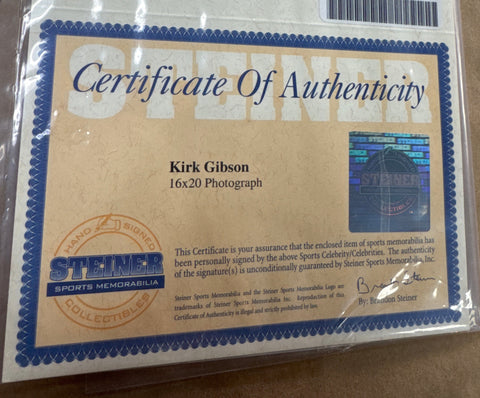 STEINER
Certificate Of Authenticity
Kirk Gibson
16x20 Photograph
STEINER
COLLECTIBLES
HAND SIGNED
STEINER
SPORTS MEMORABILIA
COLLECTIBLES
This Certificate is your assurance that the enclosed item of sports memorabilia has
been personally signed by the above Sports Celebrity/Celebrities. The authenticity
of the signature(s) is unconditionally guaranteed by Steiner Sports Memorabilia, Inc.
Steiner Sports Memorabilia and the Steiner Sports Memorabilia Logo are
trademarks of Steiner Sports Memorabilia, Inc. Reproduction of this
Certificate of Authenticity is illegal and strictly prohibited by law.
By: Brandon Steiner